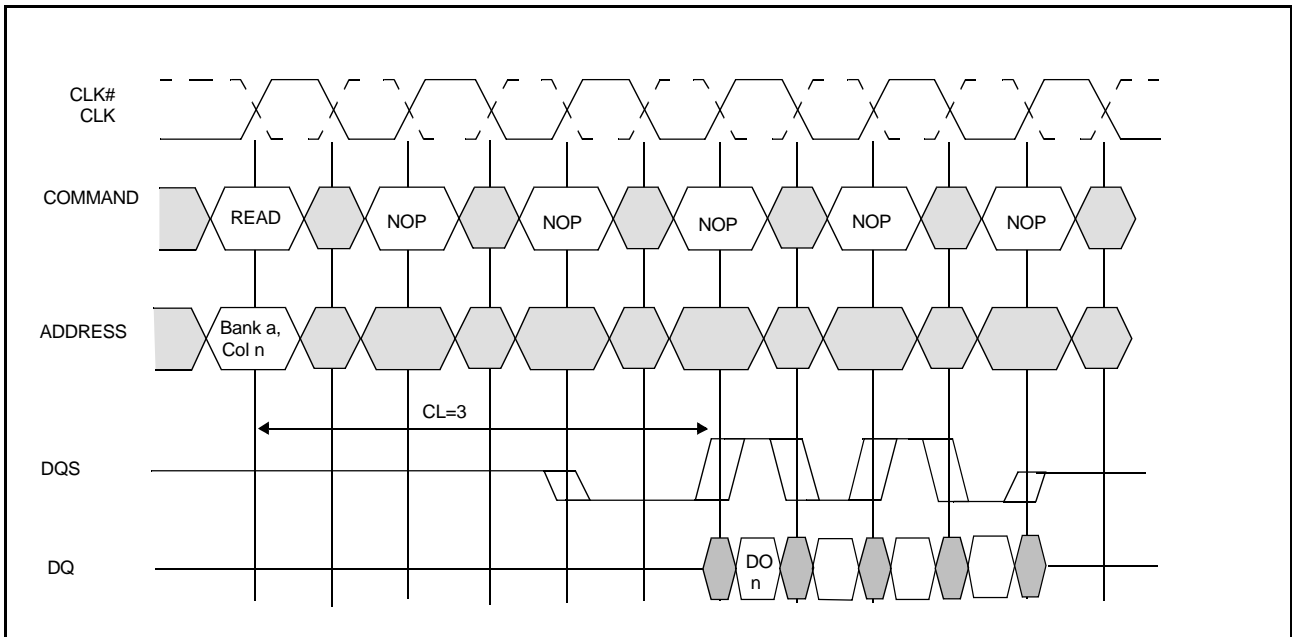 CLK#
CLK
COMMAND
READ
NOP
NOP
NOP
NOP
NOP
ADDRESS
Bank a,
Col n
CL=3
DQS
DQ
DO
n